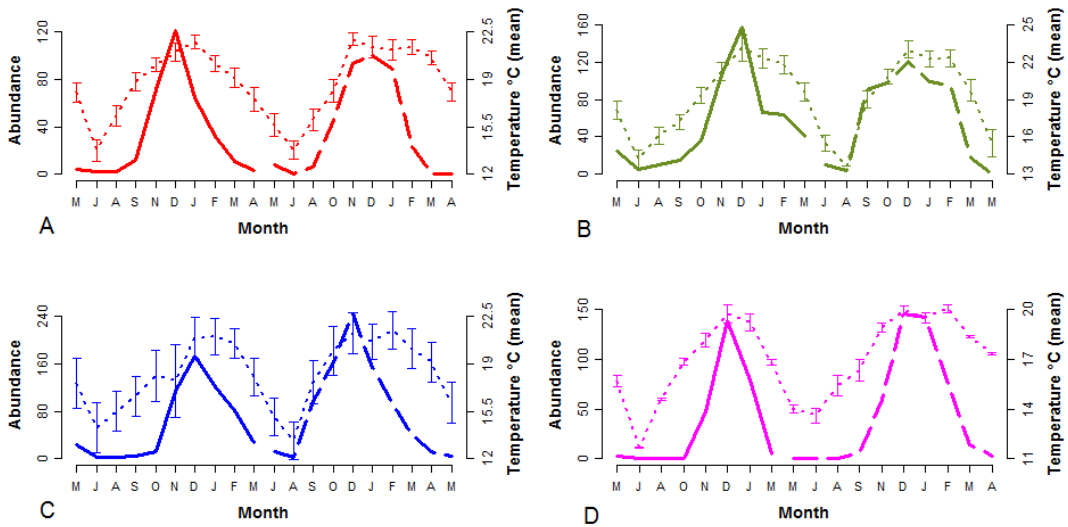 120
80
40
0
Abundance
22.5
19
15.5
12
Temperature °C (mean)
M J A S O D J F M A M J A O N D J F M A
Month
A
160
120
80
40
0
Abundance
25
22
19
16
13
Temperature °C (mean)
M J A S O N D J F M J A S O D J F M M
Month
B
240
160
80
0
Abundance
22.5
19
15.5
12
Temperature °C (mean)
M J A S O N D J F A J A S O D J F M A M
Month
C
150
100
50
0
Abundance
20
17
14
11
Temperature °C (mean)
M J A O N D J M M J A S N D J F M A
Month
D